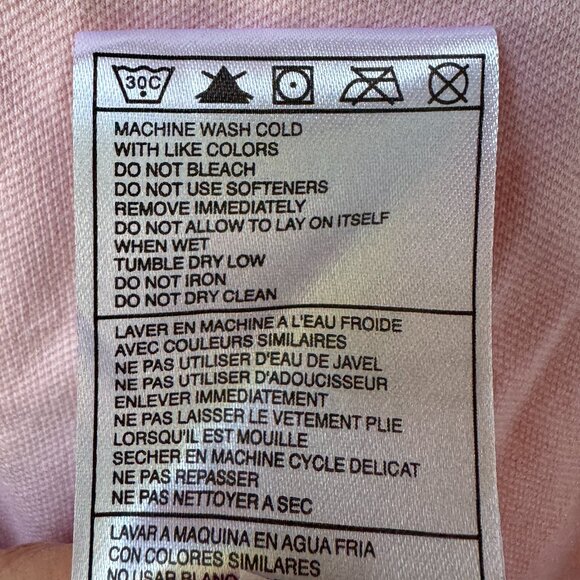 30C
MACHINE WASH COLD
WITH LIKE COLORS
DO NOT BLEACH
DO NOT USE SOFTENERS
REMOVE IMMEDIATELY
DO NOT ALLOW TO LAY ON ITSELF
WHEN WET
TUMBLE DRY LOW
DO NOT IRON
DO NOT DRY CLEAN
LAVER EN MACHINE A L'EAU FROIDE
AVEC COULEURS SIMILAIRES
NE PAS UTILISER D'EAU DE JAVEL
NE PAS UTILISER D'ADOUCISSEUR
ENLEVER IMMEDIATEMENT
NE PAS LAISSER LE VETEMENT PLIE
LORSQU'IL EST MOUILLE
SECHER EN MACHINE CYCLE DELICAT
NE PAS REPASSER
NE PAS NETTOYER A SEC
LAVAR A MAQUINA EN AGUA FRIA
CON COLORES SIMILARES
NO USAR